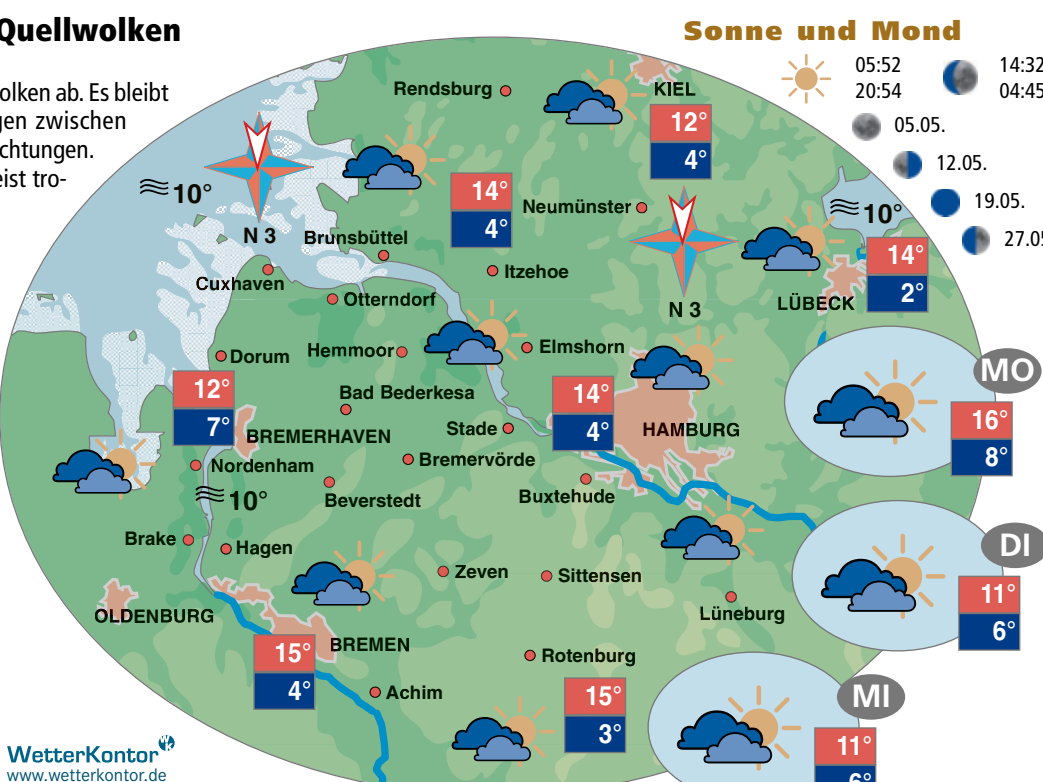 Quellwolken
olken ab. Es bleibt
gen zwischen
chtungen.
eist tro-
Sonne und Mond
05:52
20:54
14:32
04:45
05.05.
12.05.
19.05.
27.05
Rendsburg
KIEL
12°
4°
10°
14°
4°
Neumünster
10°
N 3
Brunsbüttel
14°
2°
Cuxhaven
Itzehoe
Otterndorf
LÜBECK
N 3
Dorum
Hemmoor
Elmshorn
MO
16°
8°
12°
7°
Bad Bederkesa
14°
4°
BREMERHAVEN
Stade
HAMBURG
Nordenham
Bremervörde
Beverstedt
Buxtehude
10°
Brake
Hagen
DI
11°
6°
Zeven
Sittensen
OLDENBURG
Lüneburg
BREMEN
15°
4°
Rotenburg
Achim
15°
3°
MI
11°
6°
WetterKontor
www.wetterkontor.de